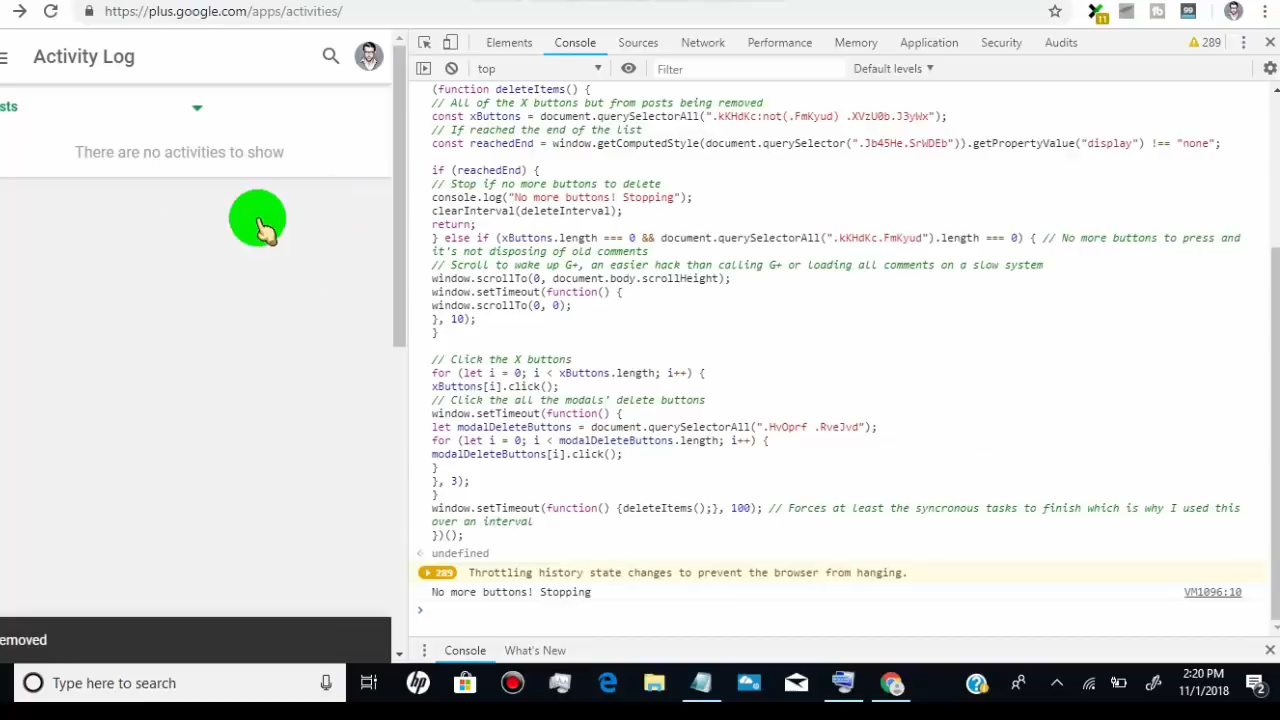 https://plus.google.com/apps/activities/
11
99
Activity Log
sts
There are no activities to show
emoved
Elements Console Sources Network Performance Memory Application Security Audits 289
top Filter Default levels
(function deleteItems() {
// All of the X buttons but from posts being removed
const xButtons = document.querySelectorAll(".kKHdKc:not(.FmKyud) .XVzU0b.J3yWx");
// If reached the end of the list
const reachedEnd = window.getComputedStyle(document.querySelector(".Jb45He.SrWDEb")).getPropertyValue("display") !== "none";
if (reachedEnd) {
// Stop if no more buttons to delete
console.log("No more buttons! Stopping");
clearInterval(deleteInterval);
return;
} else if (xButtons.length === 0 && document.querySelectorAll(".kKHdKc.FmKyud").length === 0) { // No more buttons to press and
it's not disposing of old comments
// Scroll to wake up G+, an easier hack than calling G+ or loading all comments on a slow system
window.scrollTo(0, document.body.scrollHeight);
window.setTimeout(function() {
window.scrollTo(0, 0);
}, 10);
}
// Click the X buttons
for (let i = 0; i < xButtons.length; i++) {
xButtons[i].click();
// Click the all the modals' delete buttons
window.setTimeout(function() {
let modalDeleteButtons = document.querySelectorAll(".HvOprf .RveJvd");
for (let i = 0; i < modalDeleteButtons.length; i++) {
modalDeleteButtons[i].click();
}
}, 3);
}
window.setTimeout(function() {deleteItems();}, 100); // Forces at least the syncronous tasks to finish which is why I used this
over an interval
})();
undefined
289 Throttling history state changes to prevent the browser from hanging.
No more buttons! Stopping VM1096:10
Console What's New
Type here to search
2:20 PM
11/1/2018
2